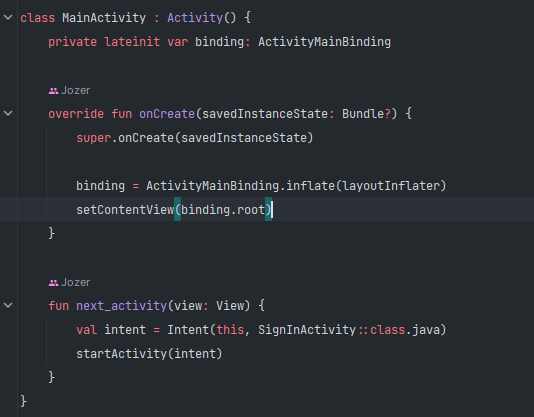 class MainActivity : Activity() {
    private lateinit var binding: ActivityMainBinding
    Jozer
    override fun onCreate(savedInstanceState: Bundle?) {
        super.onCreate(savedInstanceState)
        binding = ActivityMainBinding.inflate(layoutInflater)
        setContentView(binding.root)
    }
    Jozer
    fun next_activity(view: View) {
        val intent = Intent(this, SignInActivity::class.java)
        startActivity(intent)
    }
}